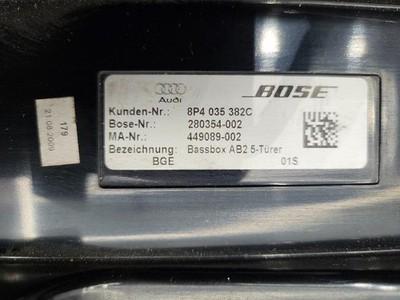 Audi
BOSE
Kunden-Nr.: 8P4 035 382C
Bose-Nr.: 280354-002
MA-Nr.: 449089-002
Bezeichnung: Bassbox AB2 5-Türer
BGE 01S
179
21.08.2009